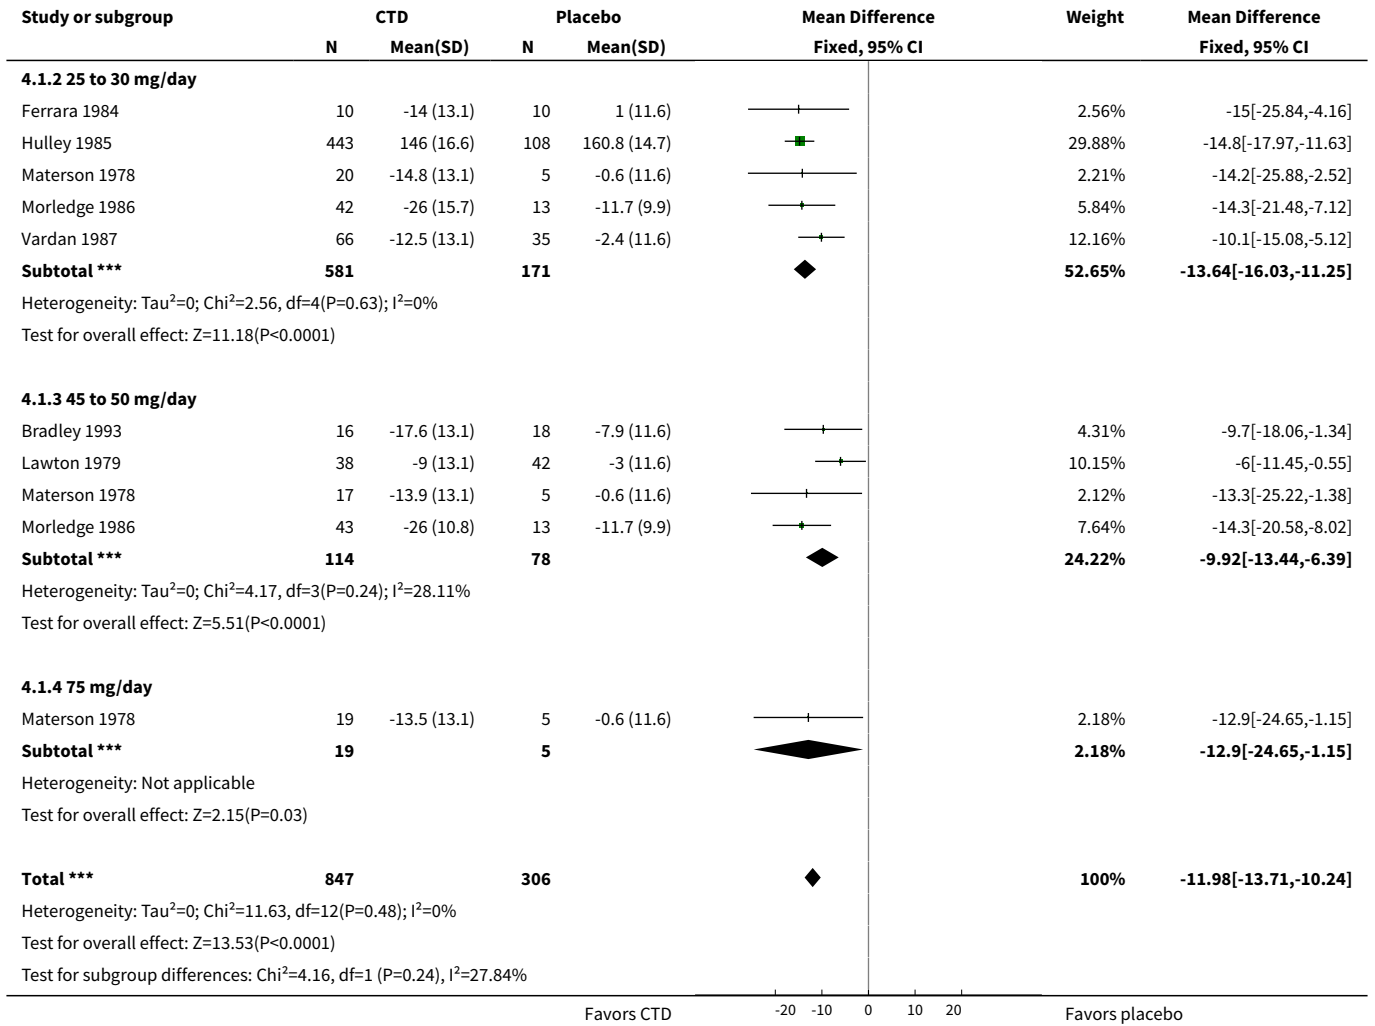 Study or subgroup CTD Placebo Mean Difference Weight Mean Difference
N Mean(SD) N Mean(SD) Fixed, 95% CI Fixed, 95% CI
4.1.2 25 to 30 mg/day
Ferrara 1984 10 -14 (13.1) 10 1 (11.6) 2.56% -15[-25.84,-4.16]
Hulley 1985 443 146 (16.6) 108 160.8 (14.7) 29.88% -14.8[-17.97,-11.63]
Materson 1978 20 -14.8 (13.1) 5 -0.6 (11.6) 2.21% -14.2[-25.88,-2.52]
Morledge 1986 42 -26 (15.7) 13 -11.7 (9.9) 5.84% -14.3[-21.48,-7.12]
Vardan 1987 66 -12.5 (13.1) 35 -2.4 (11.6) 12.16% -10.1[-15.08,-5.12]
Subtotal *** 581 171 52.65% -13.64[-16.03,-11.25]
Heterogeneity: Tau²=0; Chi²=2.56, df=4(P=0.63); I²=0%
Test for overall effect: Z=11.18(P<0.0001)
4.1.3 45 to 50 mg/day
Bradley 1993 16 -17.6 (13.1) 18 -7.9 (11.6) 4.31% -9.7[-18.06,-1.34]
Lawton 1979 38 -9 (13.1) 42 -3 (11.6) 10.15% -6[-11.45,-0.55]
Materson 1978 17 -13.9 (13.1) 5 -0.6 (11.6) 2.12% -13.3[-25.22,-1.38]
Morledge 1986 43 -26 (10.8) 13 -11.7 (9.9) 7.64% -14.3[-20.58,-8.02]
Subtotal *** 114 78 24.22% -9.92[-13.44,-6.39]
Heterogeneity: Tau²=0; Chi²=4.17, df=3(P=0.24); I²=28.11%
Test for overall effect: Z=5.51(P<0.0001)
4.1.4 75 mg/day
Materson 1978 19 -13.5 (13.1) 5 -0.6 (11.6) 2.18% -12.9[-24.65,-1.15]
Subtotal *** 19 5 2.18% -12.9[-24.65,-1.15]
Heterogeneity: Not applicable
Test for overall effect: Z=2.15(P=0.03)
Total *** 847 306 100% -11.98[-13.71,-10.24]
Heterogeneity: Tau²=0; Chi²=11.63, df=12(P=0.48); I²=0%
Test for overall effect: Z=13.53(P<0.0001)
Test for subgroup differences: Chi²=4.16, df=1 (P=0.24), I²=27.84%
Favors CTD -20 -10 0 10 20 Favors placebo